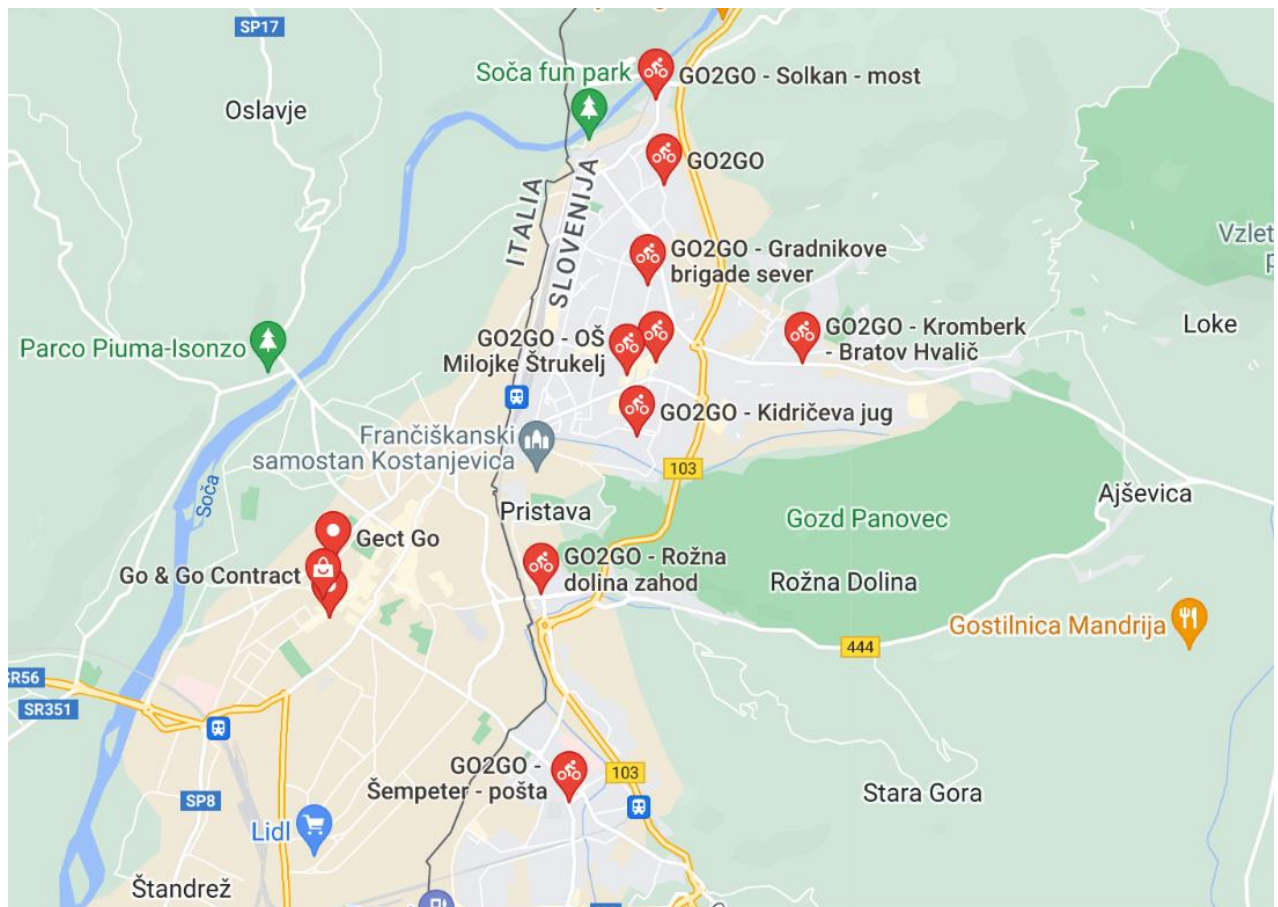 SP17
Oslavje
Soča fun park
GO2GO - Solkan - most
GO2GO
ITALIA
SLOVENIJA
GO2GO - Gradnikove
brigade sever
Vzlet
p
GO2GO - OŠ
Milojke Štrukelj
GO2GO - Kromberk
- Bratov Hvalič
Loke
Parco Piuma-Isonzo
GO2GO - Kidričeva jug
Frančiškanski
samostan Kostanjevica
103
Soča
Pristava
Gozd Panovec
Ajševica
Gect Go
Go & Go Contract
GO2GO - Rožna
dolina zahod
Rožna Dolina
Gostilnica Mandrija
444
SR56
SR351
GO2GO -
Šempeter - pošta
103
SP8
Stara Gora
Lidl
Štandrež